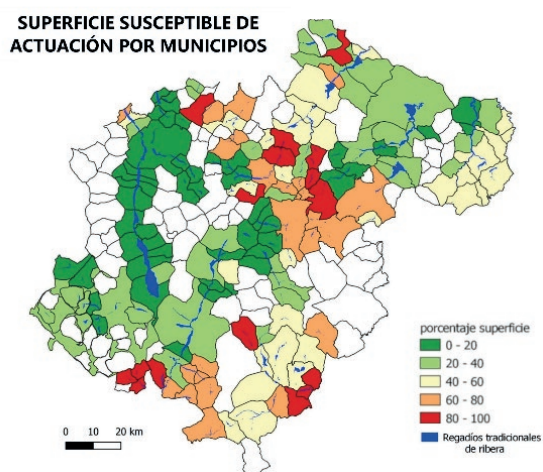 SUPERFICIE SUSCEPTIBLE DE
ACTUACIÓN POR MUNICIPIOS
porcentaje superficie
0 - 20
20 - 40
40 - 60
60 - 80
80 - 100
Regadíos tradicionales
de ribera
0 10 20 km